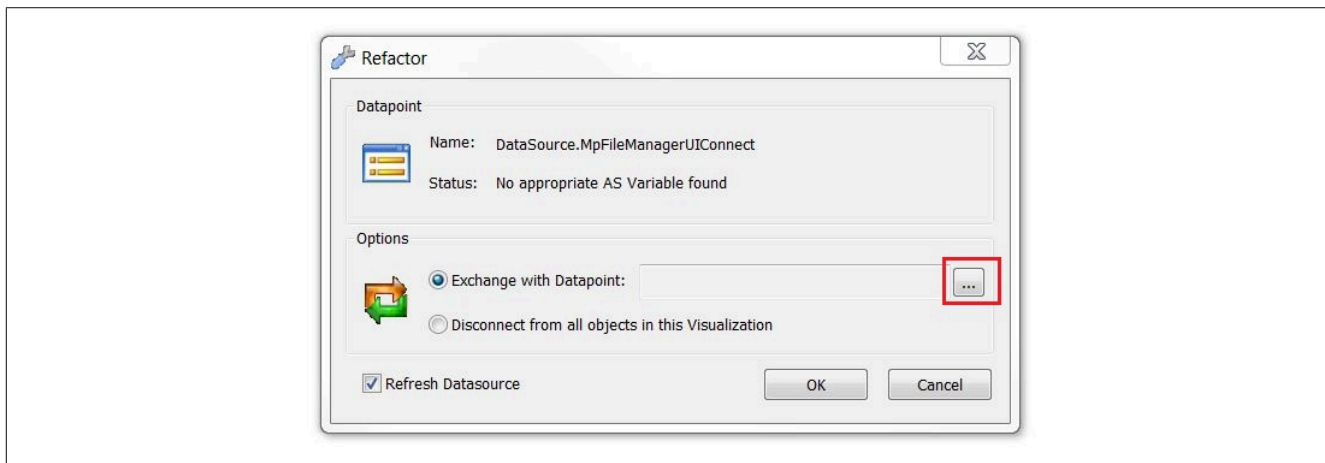 Refactor
Datapoint
Name: DataSource.MpFileManagerUIConnect
Status: No appropriate AS Variable found
Options
Exchange with Datapoint: ...
Disconnect from all objects in this Visualization
Refresh Datasource OK Cancel